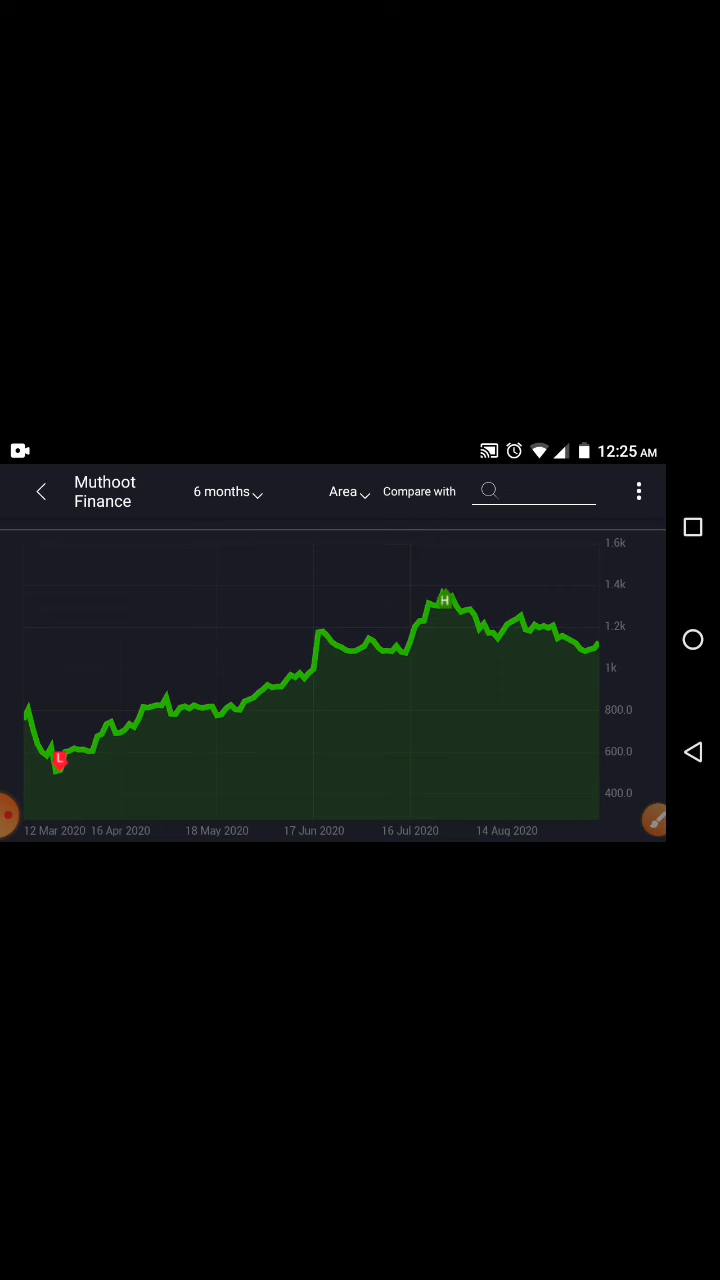 12:25 AM
Muthoot
Finance
6 months
Area
Compare with
H
L
1.6k
1.4k
1.2k
1k
800.0
600.0
400.0
12 Mar 2020 16 Apr 2020 18 May 2020 17 Jun 2020 16 Jul 2020 14 Aug 2020